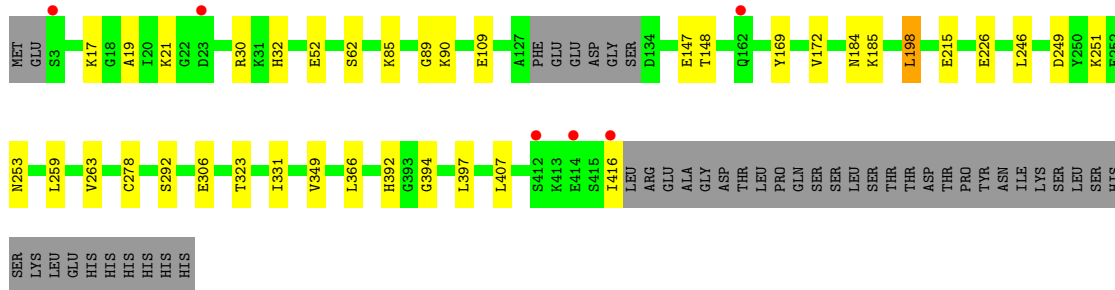 MET GLU S3 K17 G18 A19 I20 K21 G22 D23 R30 K31 H32 E52 S62 K85 G89 K90 E109 A127 PHE GLU GLU ASP GLY SER D134 E147 T148 Q162 Y169 V172 N184 K185 L198 E215 E226 L246 D249 Y250 K251
N253 L259 V263 C278 S292 E306 T323 I331 V349 L366 H392 G393 G394 L397 L407 S412 K413 E414 S415 I416 LEU ARG GLU ALA GLY ASP THR LEU PRO GLN SER SER LEU SER THR THR ASP THR PRO TYR ASN ILE LYS SER LEU SER HIS
SER LYS LEU GLU HIS HIS HIS HIS HIS HIS